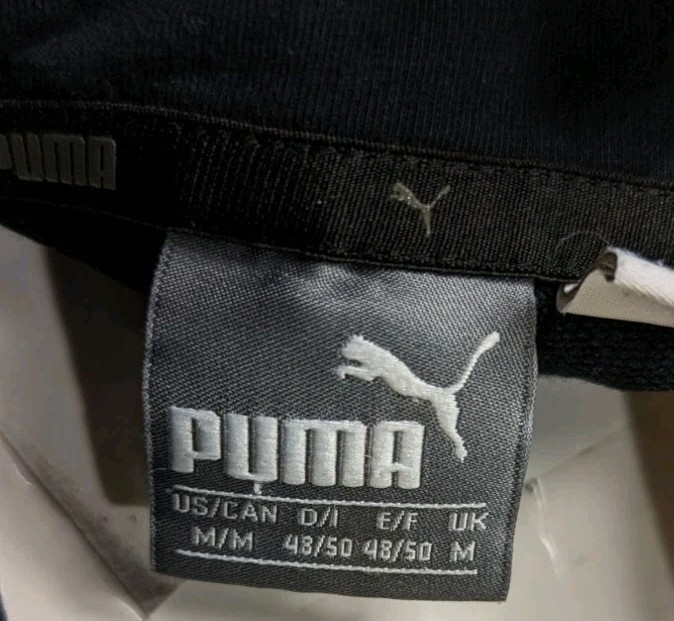 PUMA
PUMA
US/CAN D/I E/F UK
M/M 48/50 48/50 M